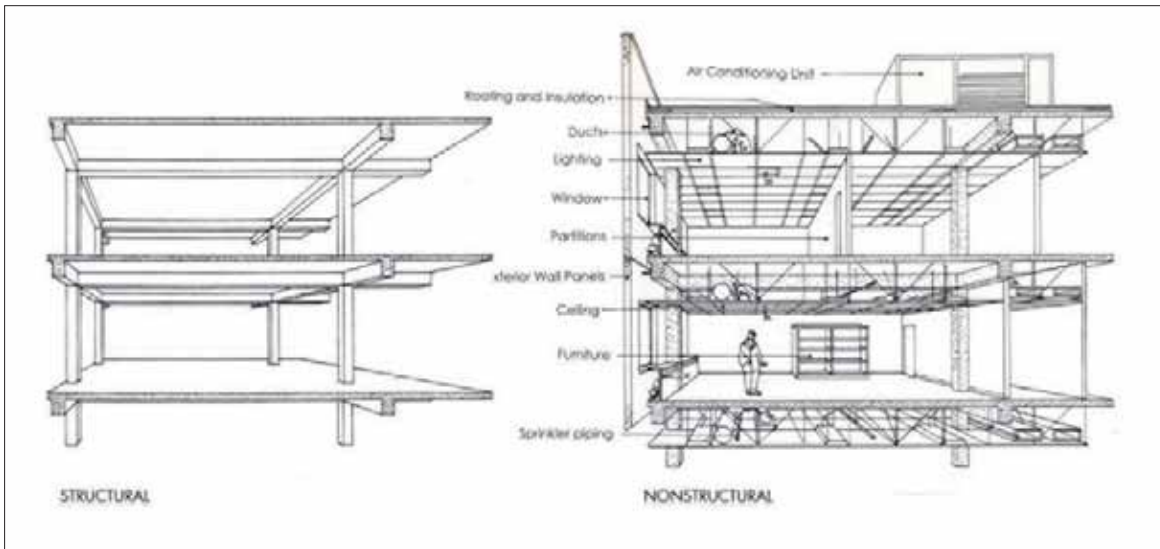 Air Conditioning Unit
Roofing and Insulation
Ducts
Lighting
Window
Partitions
xterior Wall Panels
Ceiling
Furniture
Sprinkler piping
STRUCTURAL
NONSTRUCTURAL